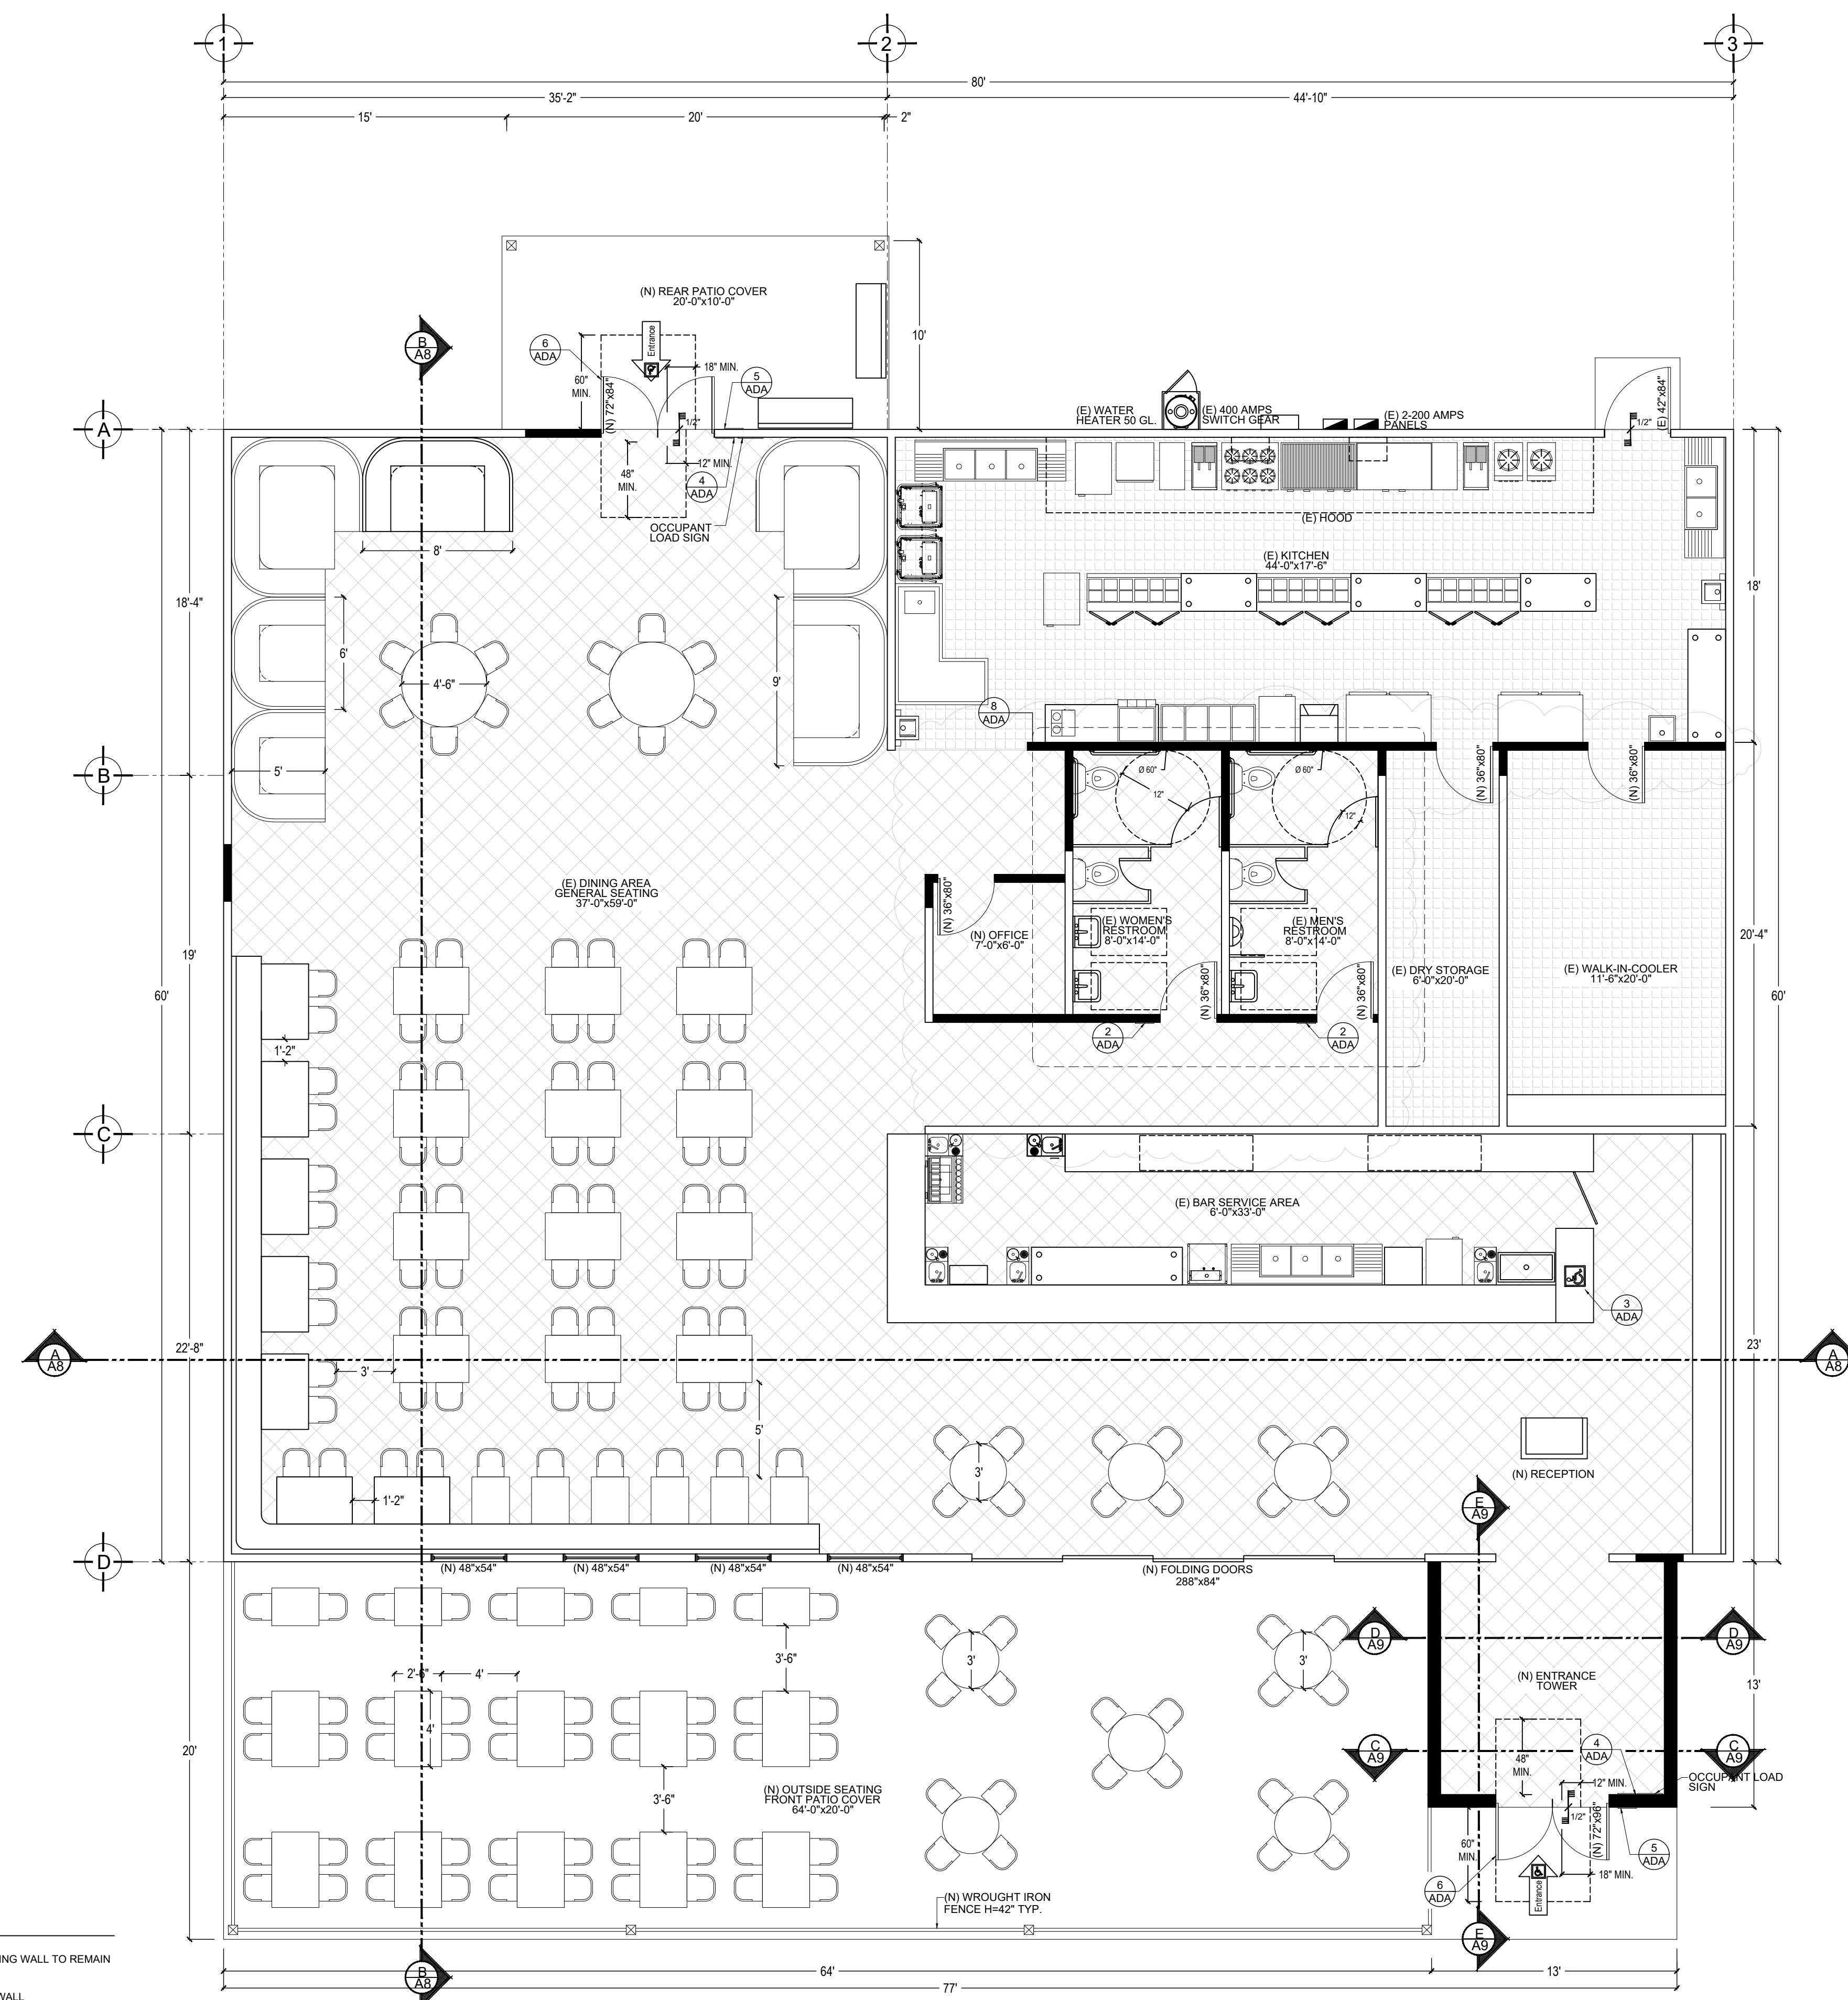 1
2
3
80'
35'-2"
44'-10"
15'
20'
2"
(N) REAR PATIO COVER
20'-0"x10'-0"
10'
B
A8
6
ADA
Entrance
18" MIN.
5
ADA
60"
MIN.
(N) 72"x84"
1/2"
(E) WATER
HEATER 50 GL.
(E) 400 AMPS
SWITCH GEAR
(E) 2-200 AMPS
PANELS
(E) 42"x84"
1/2"
A
48"
MIN.
12" MIN.
4
ADA
OCCUPANT
LOAD SIGN
(E) HOOD
8'
(E) KITCHEN
44'-0"x17'-6"
18'-4"
18'
6'
4'-6"
9'
8
ADA
B
5'
Ø 60"
12"
Ø 60"
12"
(N) 36"x80"
(N) 36"x80"
(E) DINING AREA
GENERAL SEATING
37'-0"x59'-0"
(N) 36"x80"
(N) OFFICE
7'-0"x6'-0"
(E) WOMEN'S
RESTROOM
8'-0"x14'-0"
(E) MEN'S
RESTROOM
8'-0"x14'-0"
(E) DRY STORAGE
6'-0"x20'-0"
(E) WALK-IN-COOLER
11'-6"x20'-0"
20'-4"
19'
60'
60'
(N) 36"x80"
(N) 36"x80"
2
ADA
2
ADA
1'-2"
C
(E) BAR SERVICE AREA
6'-0"x33'-0"
3
ADA
22'-8"
23'
A
A8
A
A8
3'
5'
3'
(N) RECEPTION
1'-2"
E
A9
D
(N) 48"x54"
(N) 48"x54"
(N) 48"x54"
(N) 48"x54"
(N) FOLDING DOORS
288"x84"
D
A9
D
A9
3'-6"
3'
3'
2'-6"
4'
(N) ENTRANCE
TOWER
13'
4'
20'
C
A9
C
A9
48"
MIN.
4
ADA
12" MIN.
OCCUPANT LOAD
SIGN
(N) OUTSIDE SEATING
FRONT PATIO COVER
64'-0"x20'-0"
3'-6"
1/2"
(N) 72"x96"
60"
MIN.
5
ADA
18" MIN.
6
ADA
Entrance
(N) WROUGHT IRON
FENCE H=42" TYP.
E
A9
ING WALL TO REMAIN
B
A8
64'
13'
77'
WALL